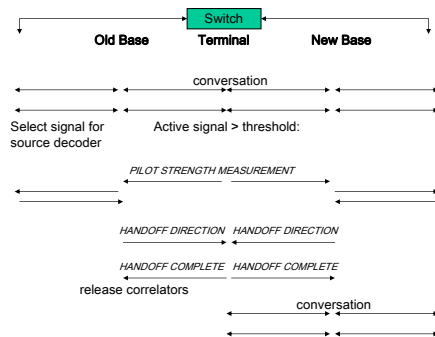 Switch
Old Base Terminal New Base
conversation
Select signal for Active signal > threshold:
source decoder
PILOT STRENGTH MEASUREMENT
HANDOFF DIRECTION HANDOFF DIRECTION
HANDOFF COMPLETE HANDOFF COMPLETE
release correlators
conversation